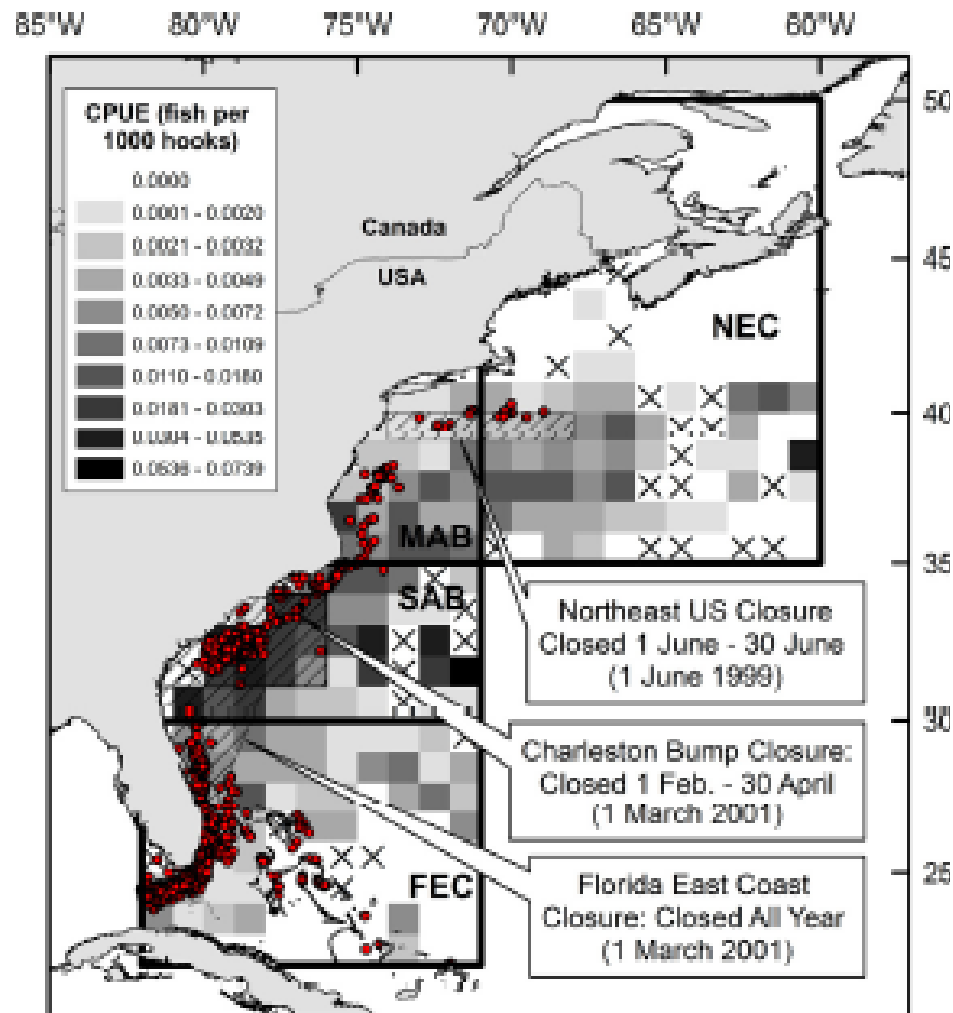 85°W 80°W 75°W 70°W 65°W 60°W
CPUE (fish per
1000 hooks)
0.0000
0.0001 - 0.0020
0.0021 - 0.0032
0.0033 - 0.0049
0.0050 - 0.0072
0.0073 - 0.0109
0.0110 - 0.0180
0.0181 - 0.0303
0.0304 - 0.0535
0.0536 - 0.0739
50
Canada
USA
45
NEC
40
MAB
35
SAB
Northeast US Closure
Closed 1 June - 30 June
(1 June 1999)
30
Charleston Bump Closure:
Closed 1 Feb. - 30 April
(1 March 2001)
25
FEC
Florida East Coast
Closure: Closed All Year
(1 March 2001)